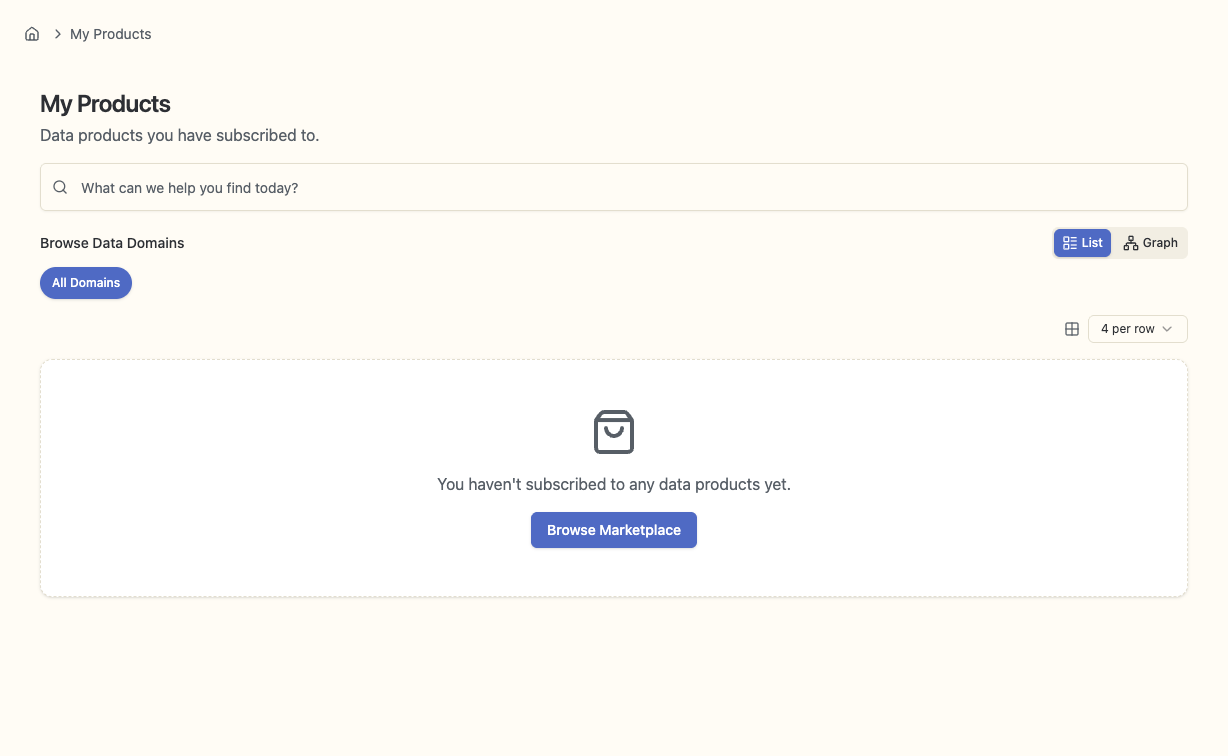 My Products
My Products
Data products you have subscribed to.
What can we help you find today?
Browse Data Domains
List
Graph
All Domains
4 per row
You haven't subscribed to any data products yet.
Browse Marketplace